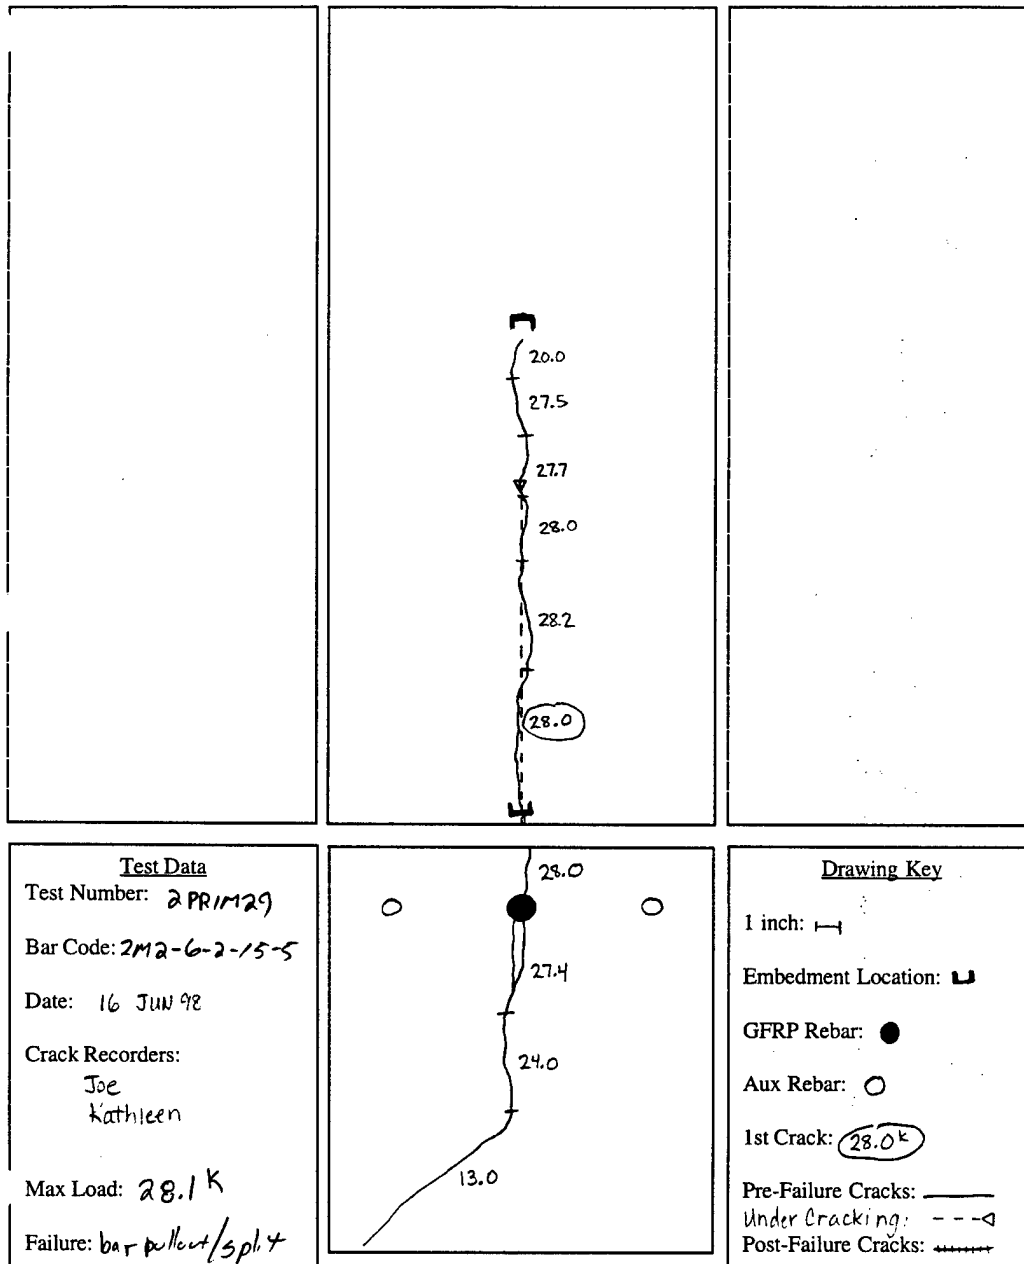 20.0
27.5
27.7
28.0
28.2
28.0
Test Data
Test Number: 2PRIM29
Bar Code: 2M2-6-2-15-5
Date: 16 JUN 98
Crack Recorders:
Joe
Kathleen
Max Load: 28.1 K
Failure: bar pullout/split
28.0
27.4
24.0
13.0
Drawing Key
1 inch:
Embedment Location:
GFRP Rebar:
Aux Rebar:
1st Crack: 28.0 k
Pre-Failure Cracks:
Under Cracking:
Post-Failure Cracks: